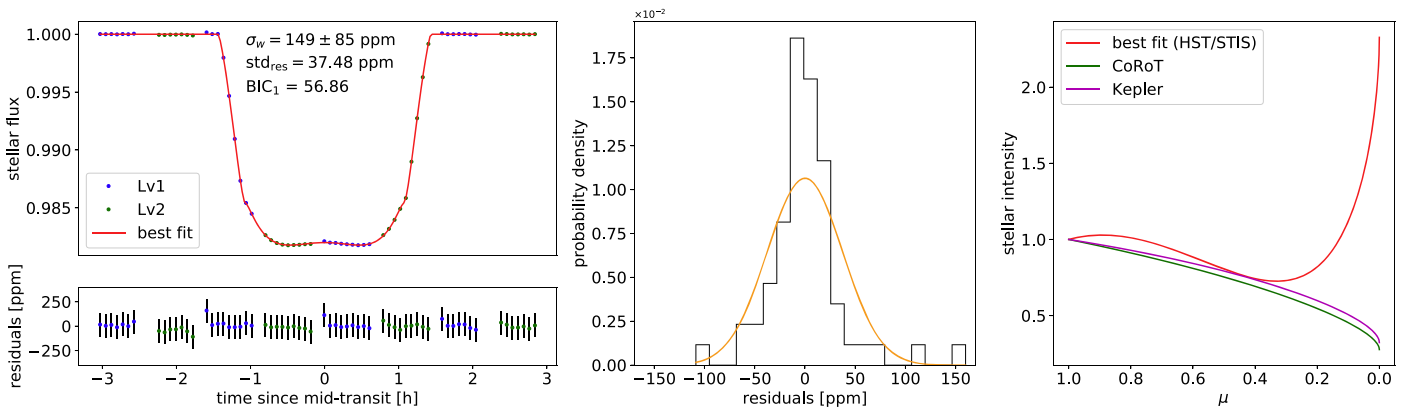 1.000
0.995
0.990
0.985
stellar flux
σ_w = 149 ± 85 ppm
std_res = 37.48 ppm
BIC_1 = 56.86
Lv1
Lv2
best fit
250
0
−250
residuals [ppm]
−3 −2 −1 0 1 2 3
time since mid-transit [h]
×10⁻²
2.00
1.75
1.50
1.25
1.00
0.75
0.50
0.25
0.00
probability density
−150 −100 −50 0 50 100 150
residuals [ppm]
best fit (HST/STIS)
CoRoT
Kepler
2.0
1.5
1.0
0.5
stellar intensity
1.0 0.8 0.6 0.4 0.2 0.0
μ